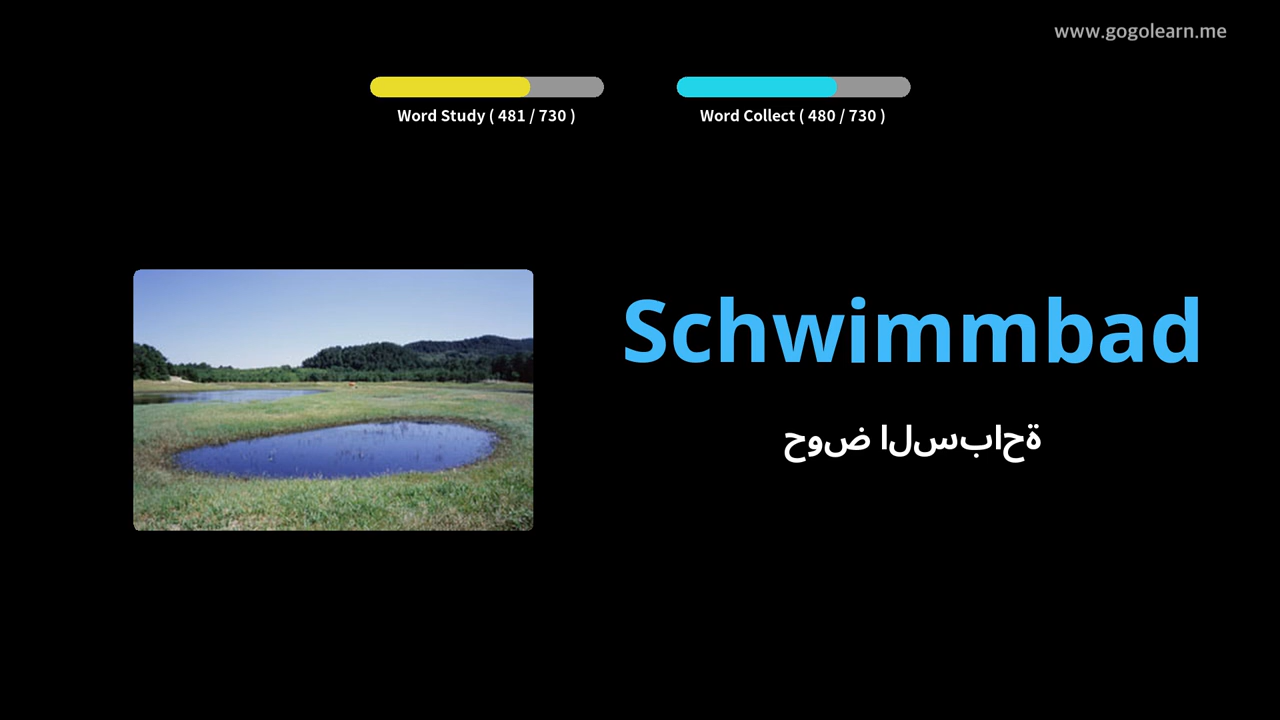 www.gogolearn.me
Word Study ( 481 / 730 )
Word Collect ( 480 / 730 )
Schwimmbad
حوض السباحة